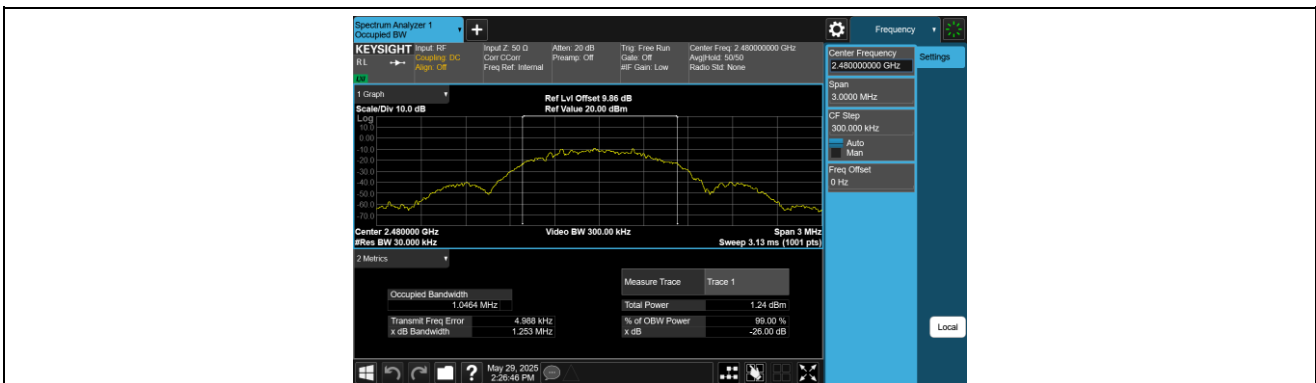 Spectrum Analyzer 1
Occupied BW
+
Frequency
KEYSIGHT
RL
LW
Input: RF
Coupling: DC
Align: Off
Input Z: 50 Ω
Corr CCorr
Freq Ref: Internal
Atten: 20 dB
Preamp: Off
Trig: Free Run
Gate: Off
#IF Gain: Low
Center Freq: 2.480000000 GHz
Avg|Hold: 50/50
Radio Std: None
Center Frequency
2.480000000 GHz
Settings
Span
3.0000 MHz
CF Step
300.000 kHz
Auto
Man
Freq Offset
0 Hz
1 Graph
Scale/Div 10.0 dB
Ref Lvl Offset 9.86 dB
Ref Value 20.00 dBm
Log
10.0
0.00
-10.0
-20.0
-30.0
-40.0
-50.0
-60.0
-70.0
Center 2.480000 GHz
#Res BW 30.000 kHz
Video BW 300.00 kHz
Span 3 MHz
Sweep 3.13 ms (1001 pts)
2 Metrics
Measure Trace Trace 1
Occupied Bandwidth
1.0464 MHz
Total Power 1.24 dBm
Transmit Freq Error 4.988 kHz
% of OBW Power 99.00 %
x dB Bandwidth 1.253 MHz
x dB -26.00 dB
Local
?
May 29, 2025
2:26:46 PM